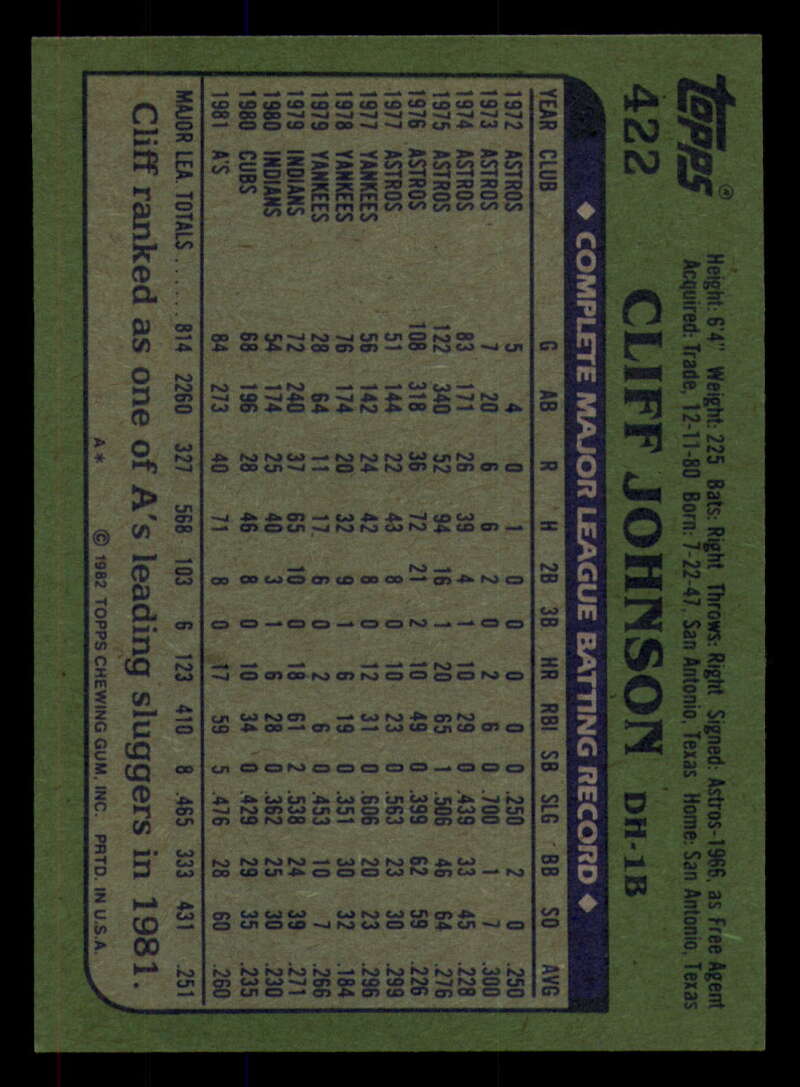 topps®
422 CLIFF JOHNSON DH-1B
Height: 6'4" Weight: 225 Bats: Right Throws: Right Signed: Astros-1966, as Free Agent
Acquired: Trade, 12-11-80 Born: 7-22-47, San Antonio, Texas Home: San Antonio, Texas
◆ COMPLETE MAJOR LEAGUE BATTING RECORD ◆
YEAR CLUB G AB R H 2B 3B HR RBI SB SLG BB SO AVG
1972 ASTROS 5 4 0 1 0 0 0 0 0 .250 2 0 .250
1973 ASTROS 7 20 6 6 2 0 2 6 0 .700 1 7 .300
1974 ASTROS 83 171 26 39 4 1 10 29 0 .439 33 45 .228
1975 ASTROS 122 340 52 94 16 1 20 65 1 .506 46 64 .276
1976 ASTROS 108 318 36 72 21 2 10 49 0 .399 62 59 .226
1977 ASTROS 51 144 22 43 8 0 10 23 0 .563 23 30 .299
1977 YANKEES 56 142 24 42 8 0 12 31 0 .606 20 23 .296
1978 YANKEES 76 174 20 32 9 1 6 19 0 .351 30 32 .184
1979 YANKEES 28 64 11 17 6 0 2 6 0 .453 10 7 .266
1979 INDIANS 72 240 37 65 10 0 18 61 2 .538 24 39 .271
1980 INDIANS 54 174 25 40 3 1 6 28 0 .362 25 30 .230
1980 CUBS 68 196 28 46 8 0 10 34 0 .429 29 35 .235
1981 A'S 84 273 40 71 8 0 17 59 5 .476 28 60 .260
MAJOR LEA. TOTALS ...... 814 2260 327 568 103 6 123 410 8 .465 333 431 .251
Cliff ranked as one of A's leading sluggers in 1981.
A* © 1982 TOPPS CHEWING GUM, INC. PRTD. IN U.S.A.